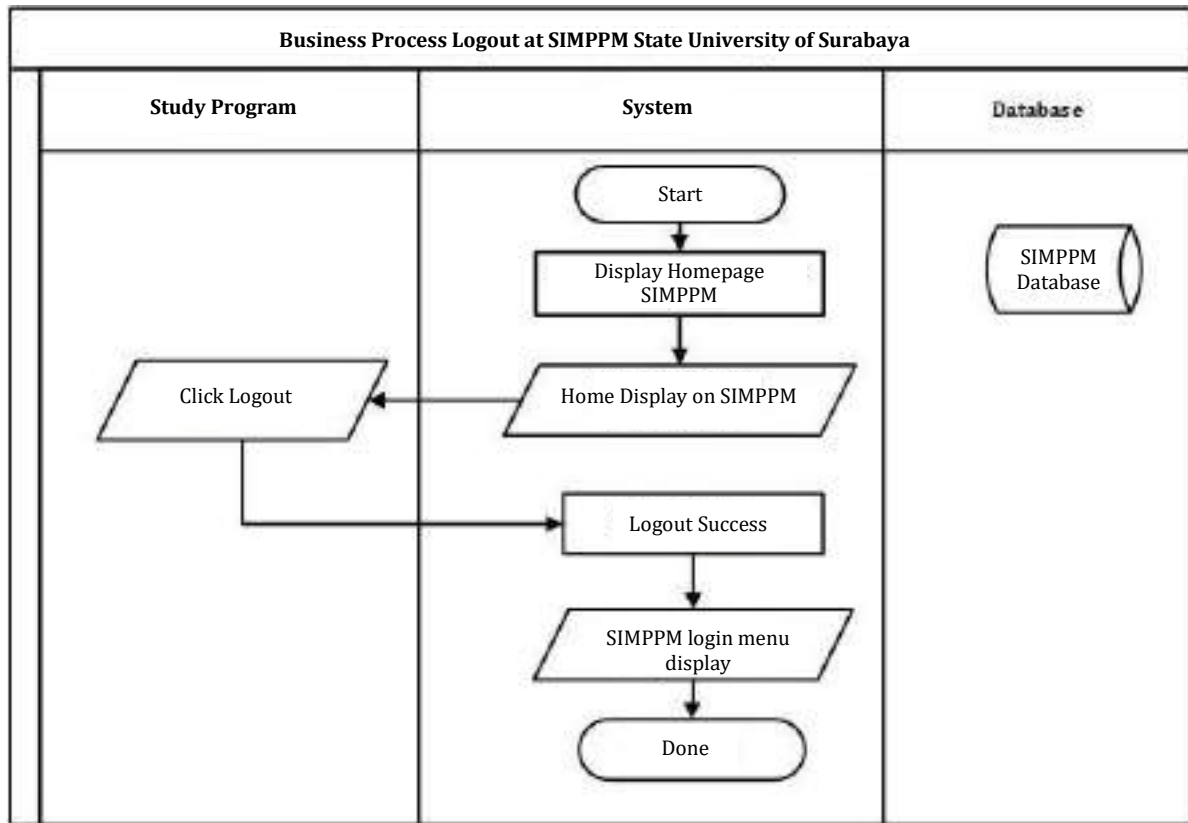 Business Process Logout at SIMPPM State University of Surabaya
Study Program
System
Database
Start
Display Homepage
SIMPPM
SIMPPM
Database
Click Logout
Home Display on SIMPPM
Logout Success
SIMPPM login menu
display
Done